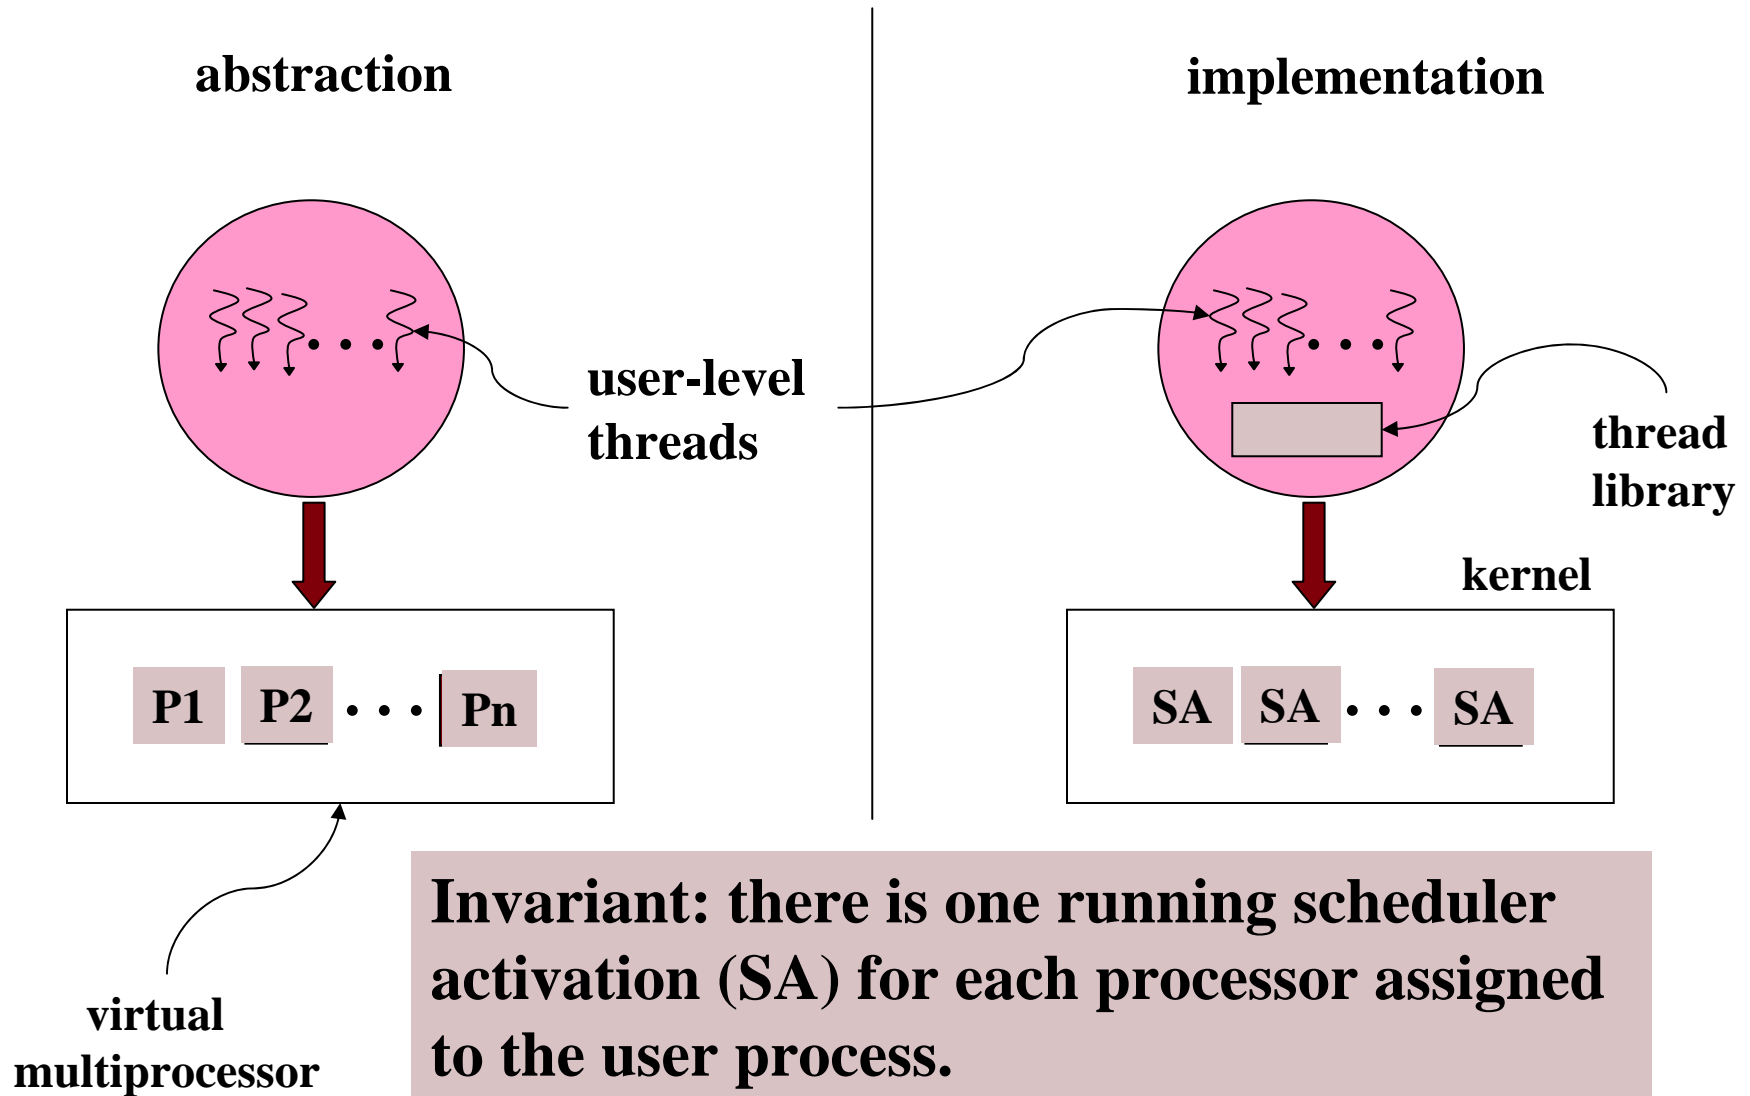 abstraction
implementation
user-level
threads
thread
library
kernel
P1 P2 • • • Pn
SA SA • • • SA
virtual
multiprocessor
Invariant: there is one running scheduler
activation (SA) for each processor assigned
to the user process.